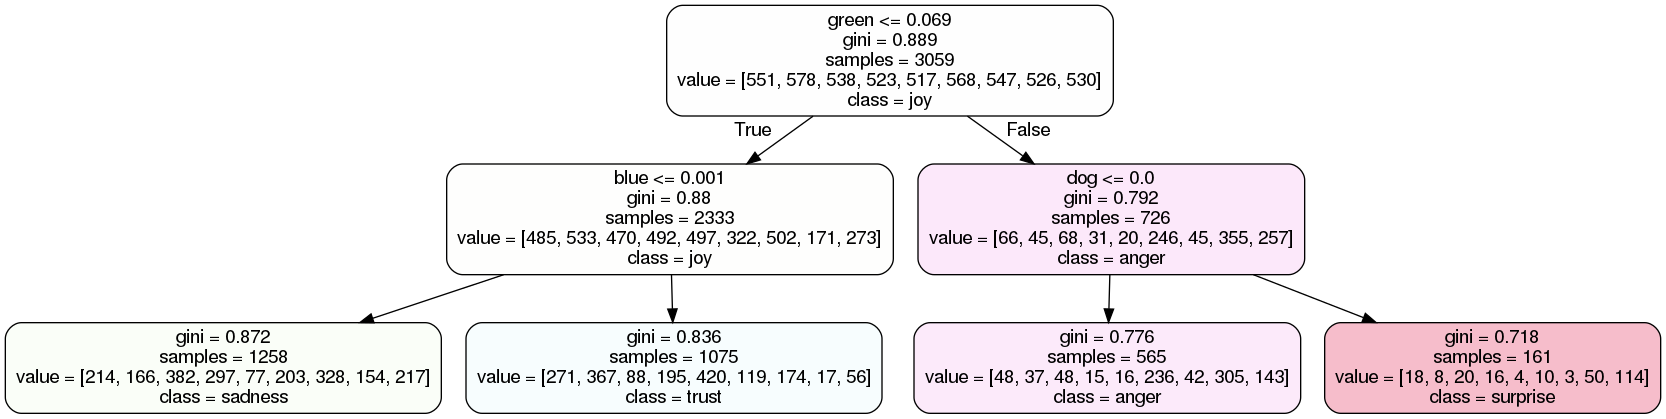 green <= 0.069
gini = 0.889
samples = 3059
value = [551, 578, 538, 523, 517, 568, 547, 526, 530]
class = joy
True
False
blue <= 0.001
gini = 0.88
samples = 2333
value = [485, 533, 470, 492, 497, 322, 502, 171, 273]
class = joy
dog <= 0.0
gini = 0.792
samples = 726
value = [66, 45, 68, 31, 20, 246, 45, 355, 257]
class = anger
gini = 0.872
samples = 1258
value = [214, 166, 382, 297, 77, 203, 328, 154, 217]
class = sadness
gini = 0.836
samples = 1075
value = [271, 367, 88, 195, 420, 119, 174, 17, 56]
class = trust
gini = 0.776
samples = 565
value = [48, 37, 48, 15, 16, 236, 42, 305, 143]
class = anger
gini = 0.718
samples = 161
value = [18, 8, 20, 16, 4, 10, 3, 50, 114]
class = surprise